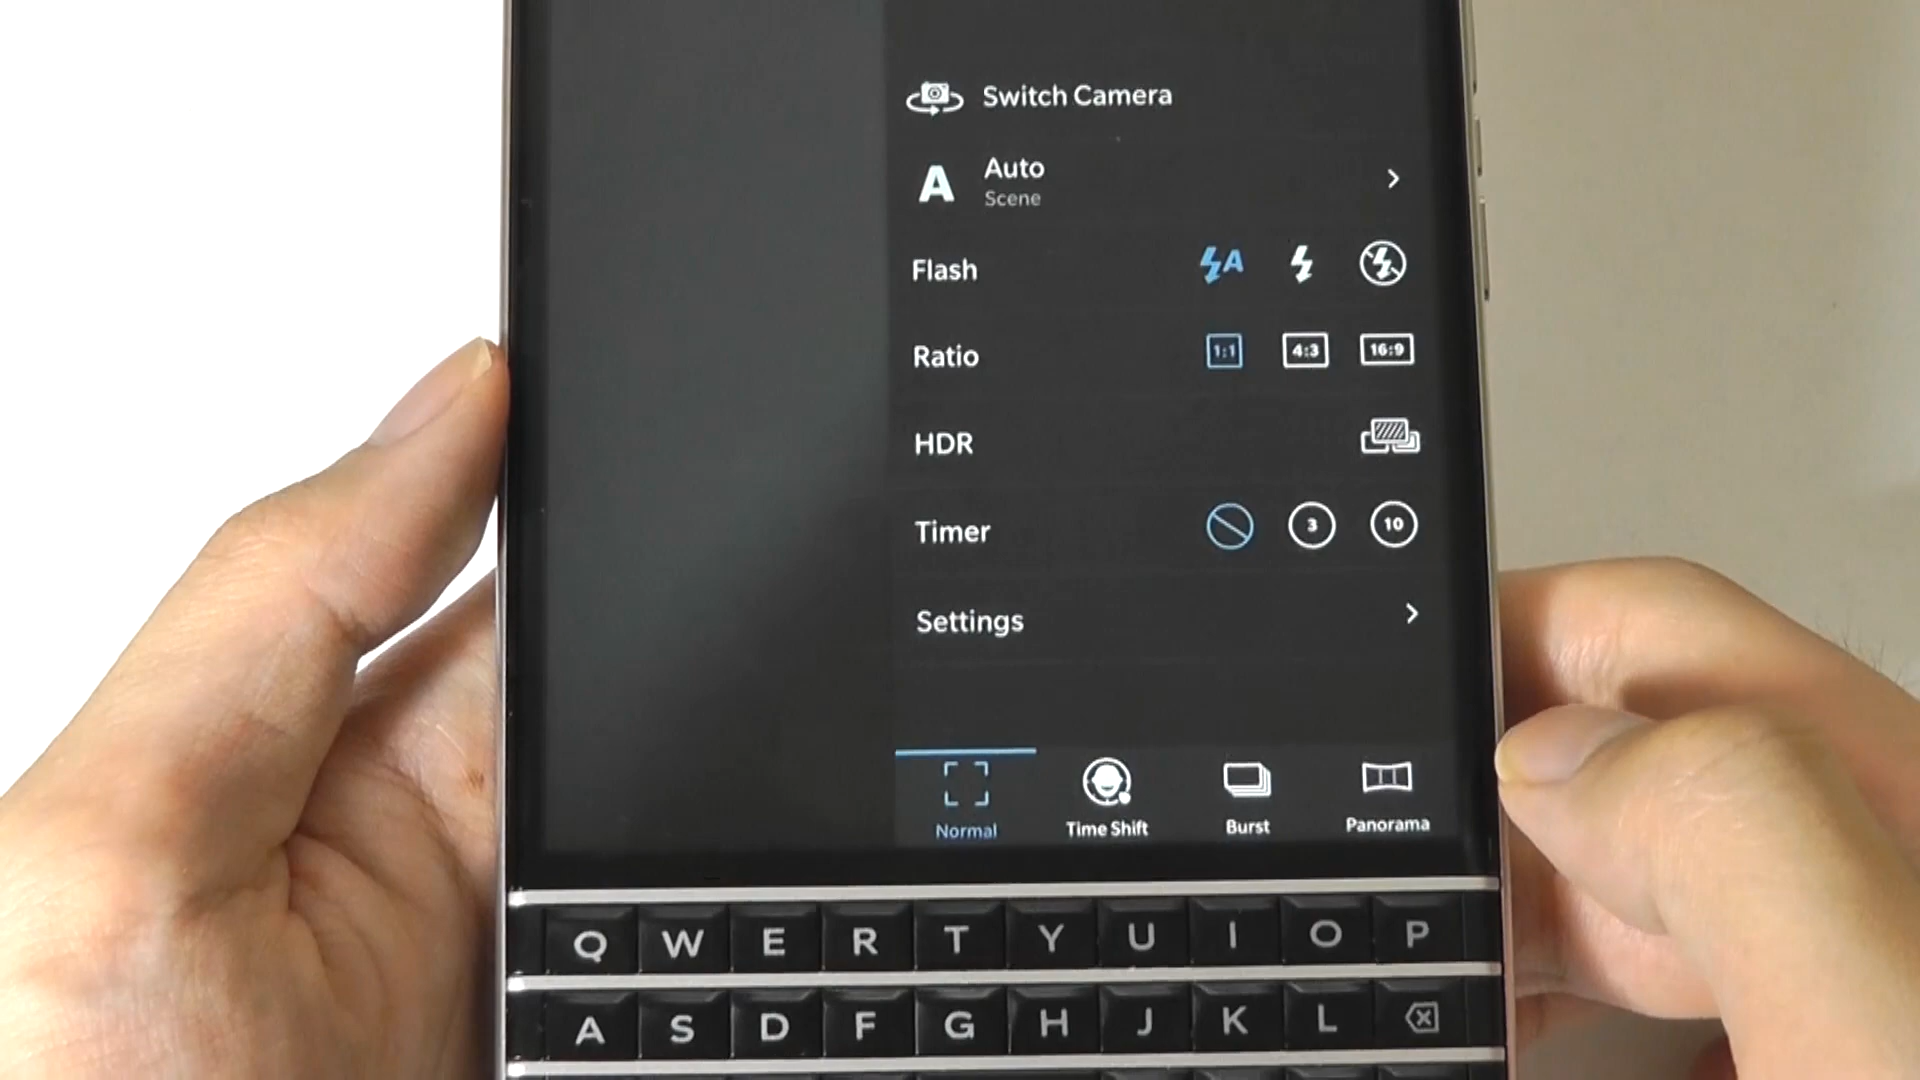 Switch Camera
A Auto
Scene
Flash A
Ratio 1:1 4:3 16:9
HDR
Timer 3 10
Settings
Normal Time Shift Burst Panorama
Q W E R T Y U I O P
A S D F G H J K L